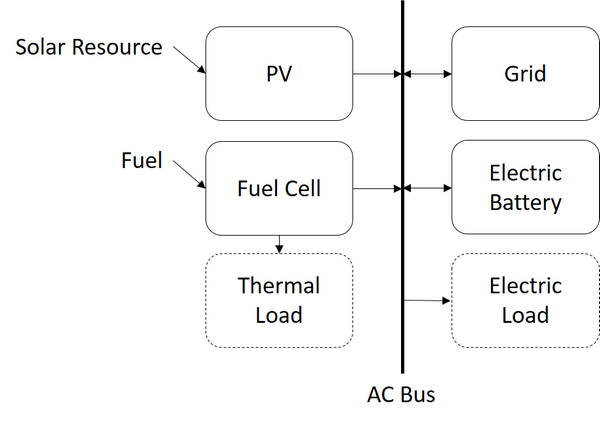 Solar Resource
PV
Grid
Fuel
Fuel Cell
Electric
Battery
Thermal
Load
Electric
Load
AC Bus